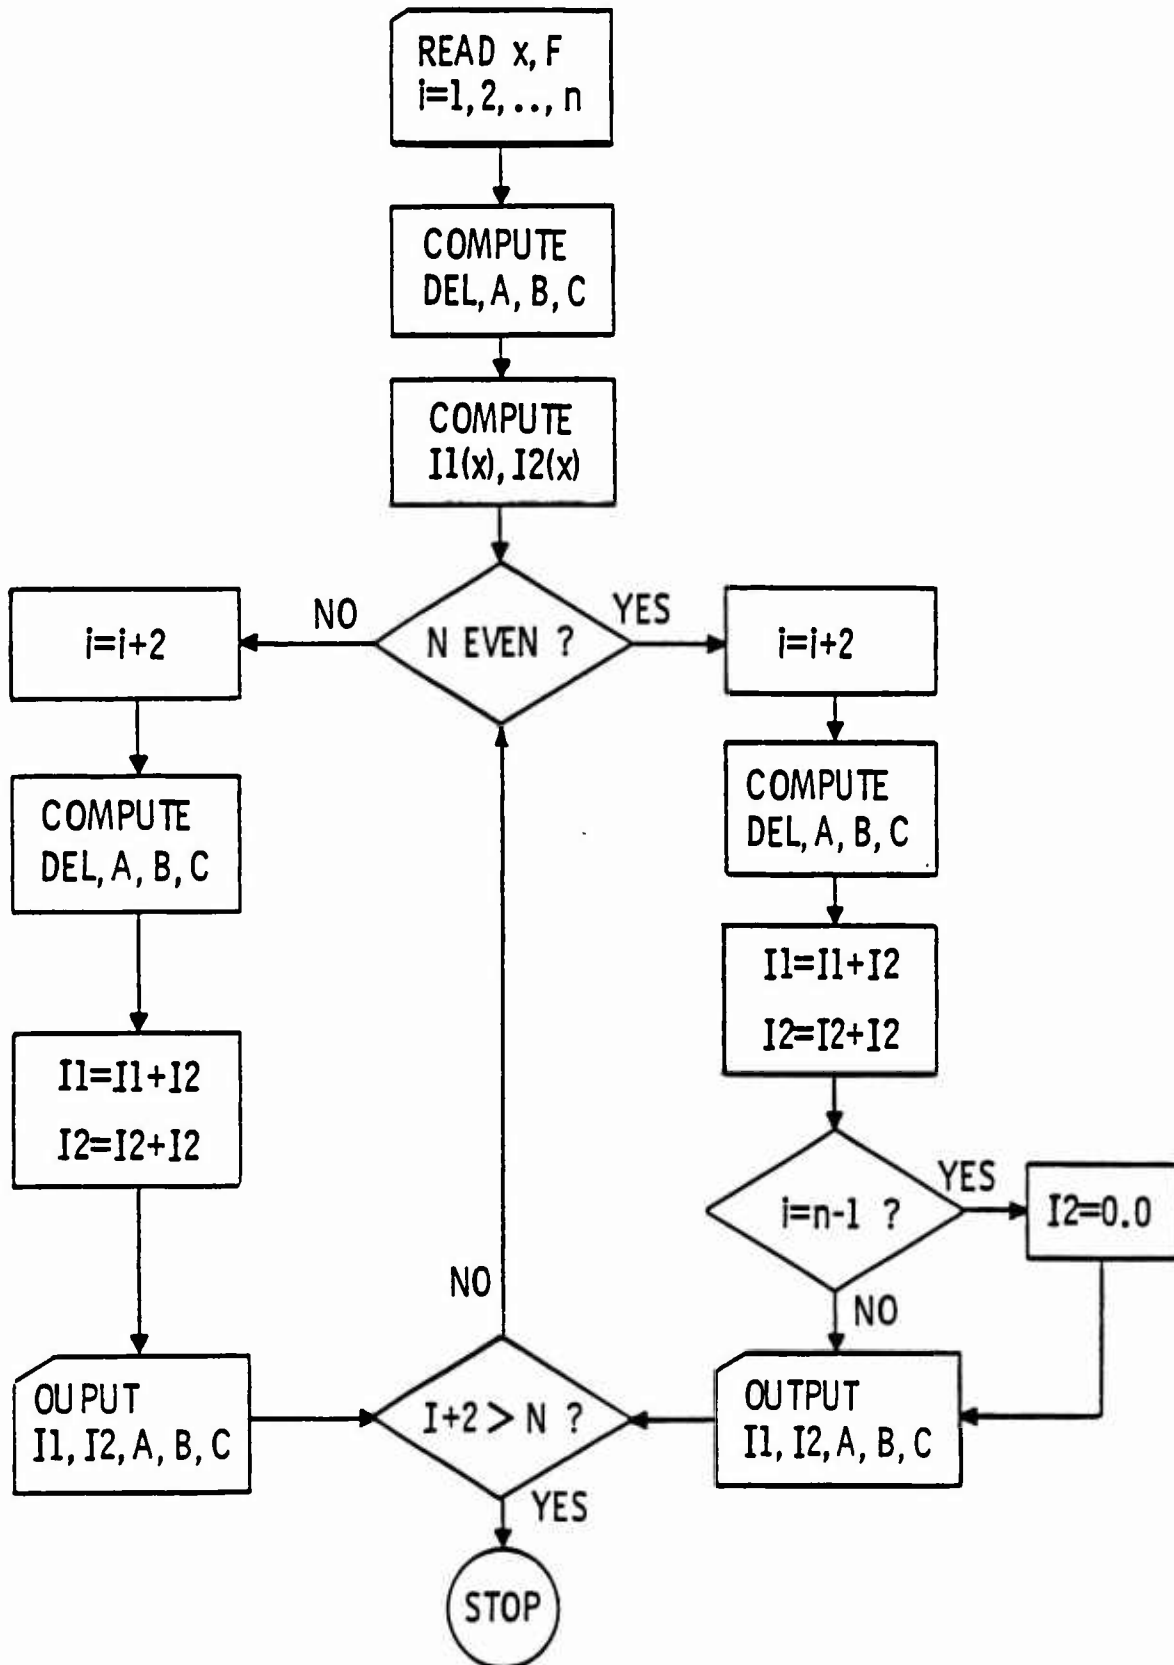 READ x, F
i=1, 2, . ., n
COMPUTE
DEL, A, B, C
COMPUTE
I1(x), I2(x)
N EVEN ?
NO
YES
i=i+2
COMPUTE
DEL, A, B, C
I1=I1+I2
I2=I2+I2
OUPUT
I1, I2, A, B, C
i=i+2
COMPUTE
DEL, A, B, C
I1=I1+I2
I2=I2+I2
i=n-1 ?
YES
I2=0.0
NO
OUTPUT
I1, I2, A, B, C
I+2 > N ?
NO
YES
STOP